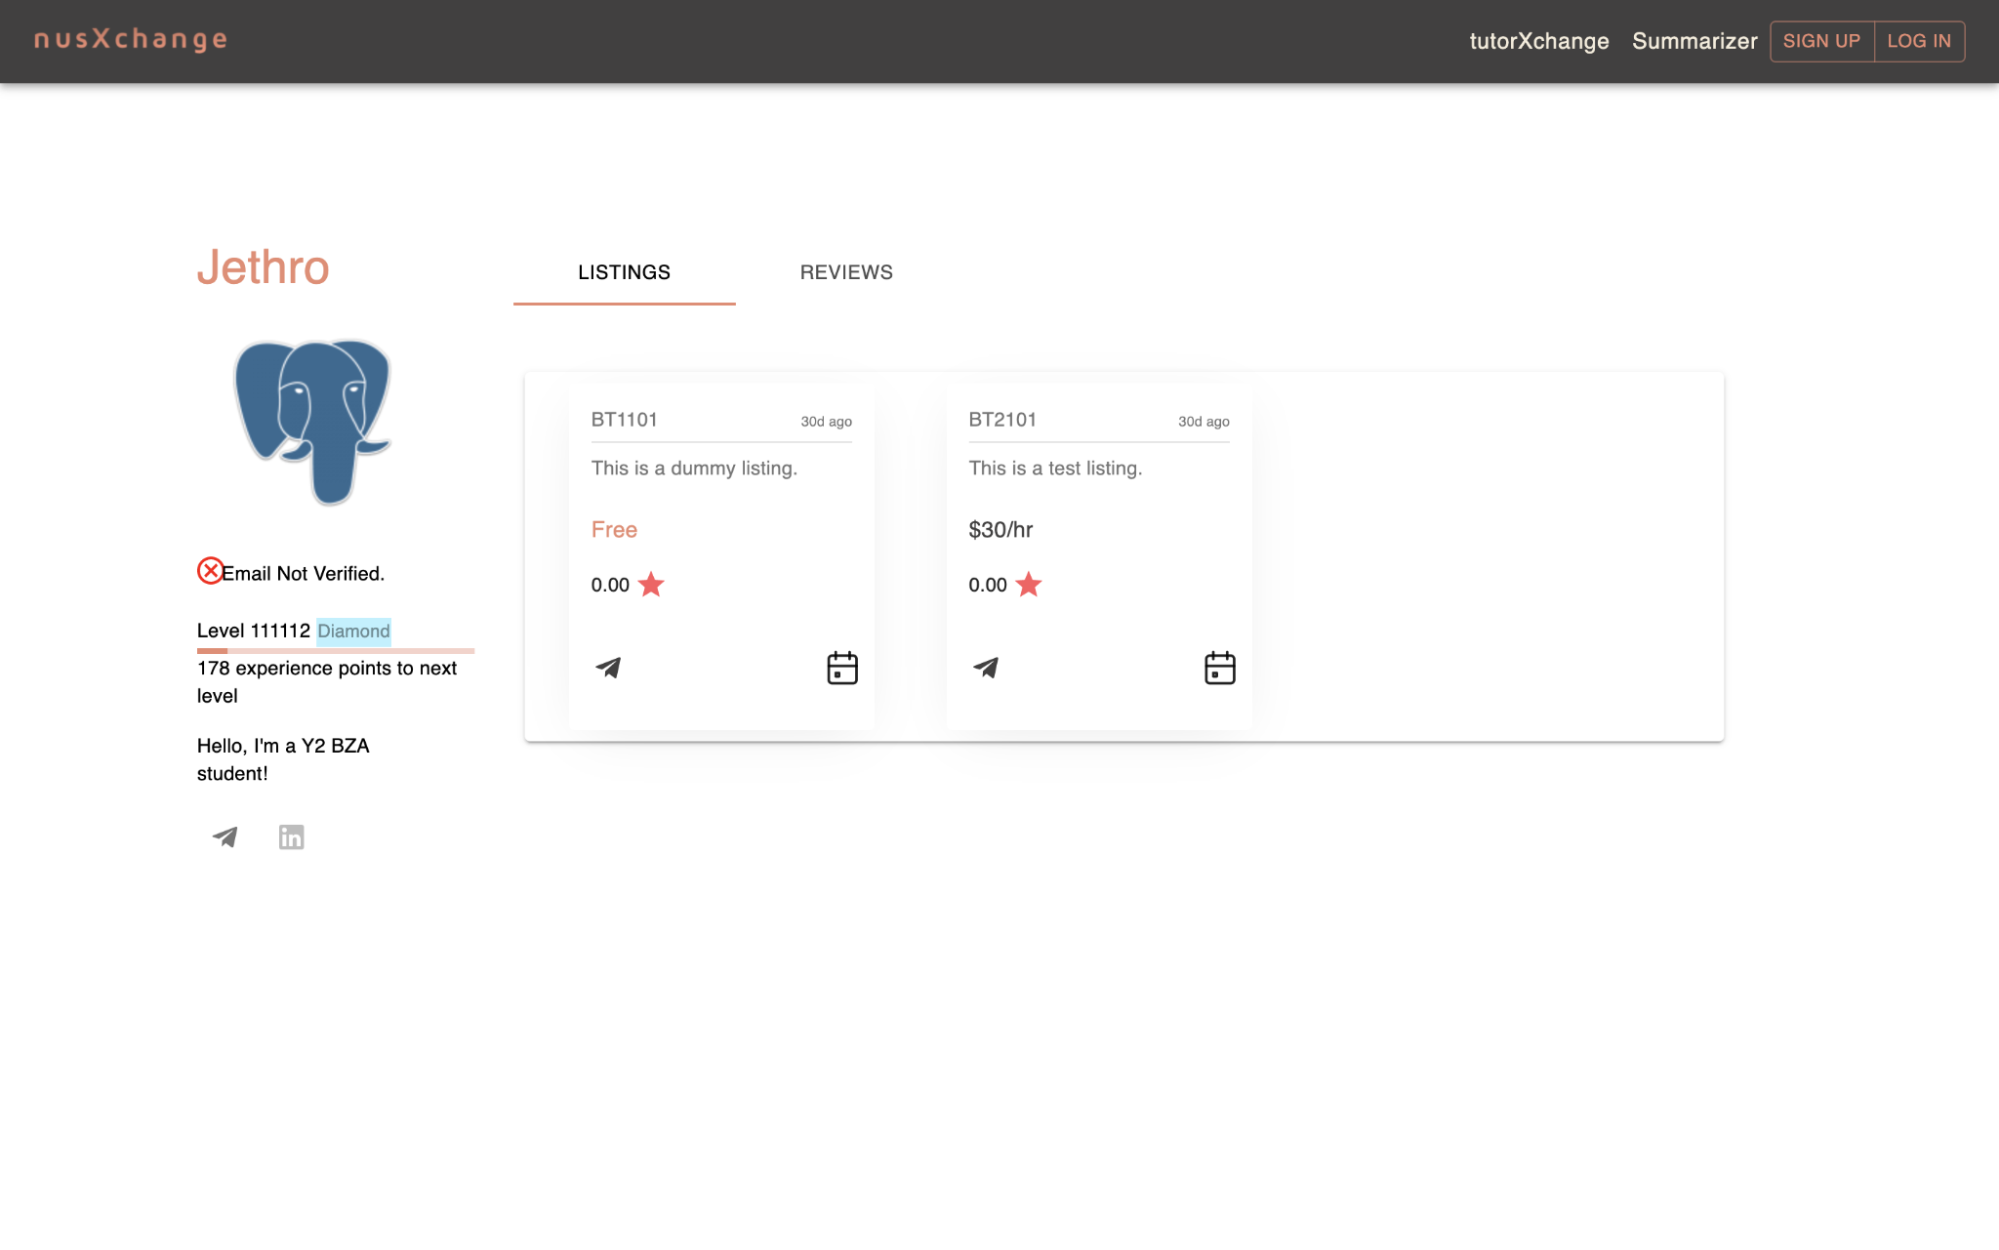 nusXchange
tutorXchange Summarizer SIGN UP LOG IN
Jethro
LISTINGS REVIEWS
BT1101 30d ago
This is a dummy listing.
Free
0.00
BT2101 30d ago
This is a test listing.
$30/hr
0.00
Email Not Verified.
Level 111112 Diamond
178 experience points to next
level
Hello, I'm a Y2 BZA
student!
in